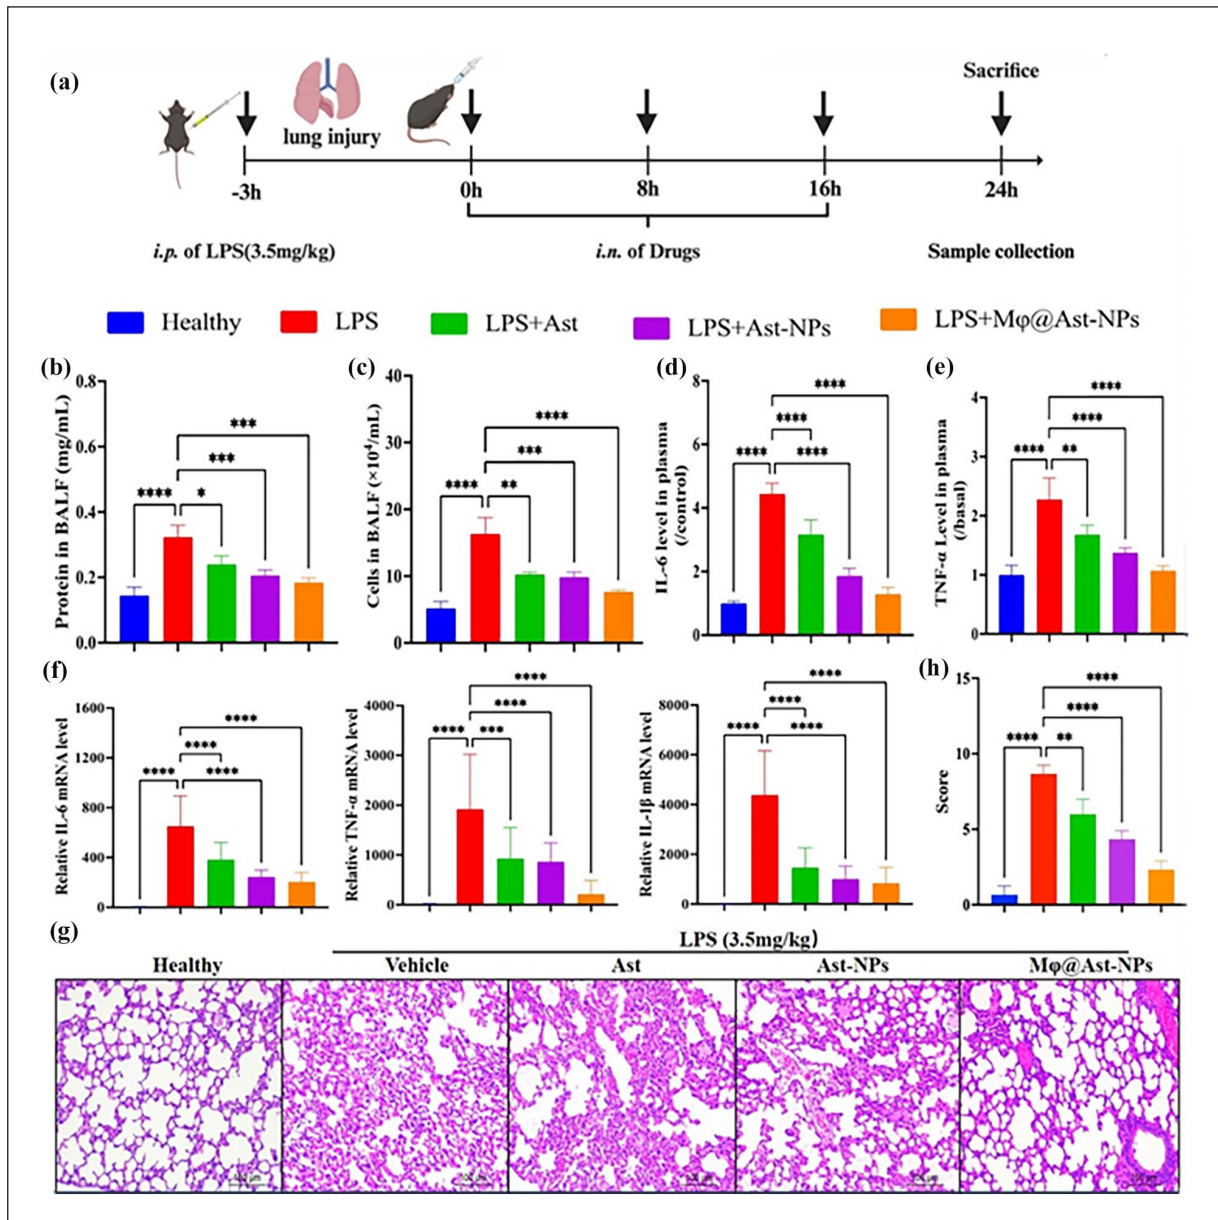 (a)
Sacrifice
lung injury
-3h
0h
8h
16h
24h
i.p. of LPS(3.5mg/kg)
i.n. of Drugs
Sample collection
Healthy
LPS
LPS+Ast
LPS+Ast-NPs
LPS+Mφ@Ast-NPs
(b)
Protein in BALF (mg/mL)
0.8
0.6
0.4
0.2
0.0
****
*
***
***
(c)
Cells in BALF (×10⁴/mL)
40
30
20
10
0
****
**
***
****
(d)
IL-6 level in plasma
(/control)
8
6
4
2
0
****
****
****
****
(e)
TNF-α Level in plasma
(/basal)
4
3
2
1
0
****
**
****
****
(f)
Relative IL-6 mRNA level
1600
1200
800
400
0
****
****
****
****
Relative TNF-α mRNA level
4000
3000
2000
1000
0
****
***
****
****
Relative IL-1β mRNA level
8000
6000
4000
2000
0
****
****
****
****
(h)
Score
15
10
5
0
****
**
****
****
(g)
LPS (3.5mg/kg)
Healthy
Vehicle
Ast
Ast-NPs
Mφ@Ast-NPs